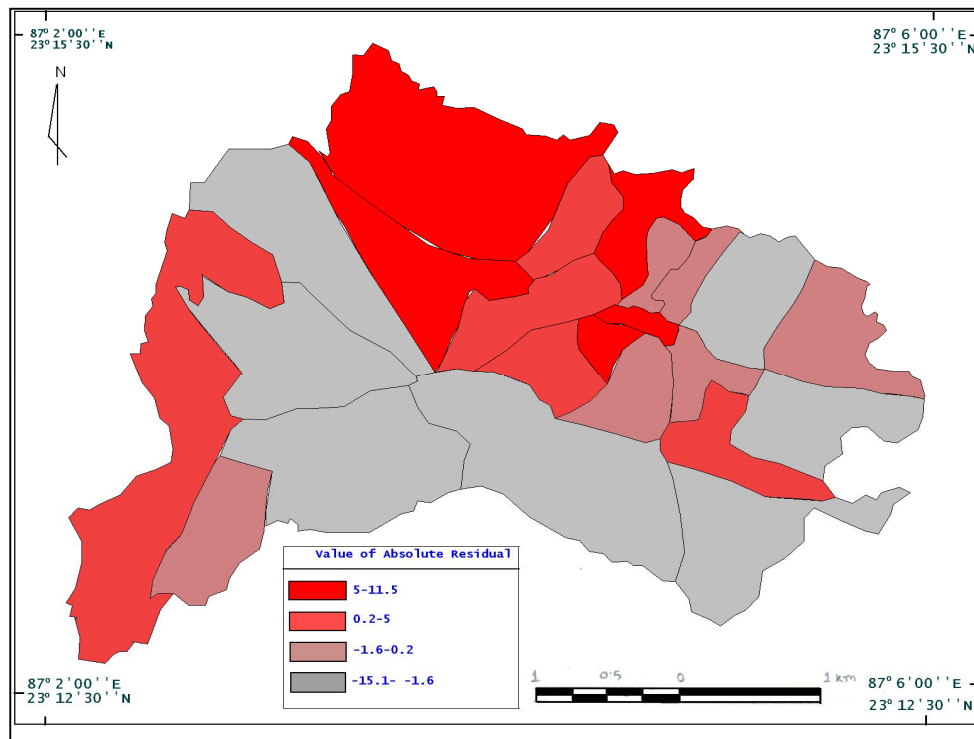 87° 2'00''E
23° 15'30''N
87° 6'00''E
23° 15'30''N
N
Value of Absolute Residual
5-11.5
0.2-5
-1.6-0.2
-15.1- -1.6
1 0.5 0 1 km
87° 2'00''E
23° 12'30''N
87° 6'00''E
23° 12'30''N